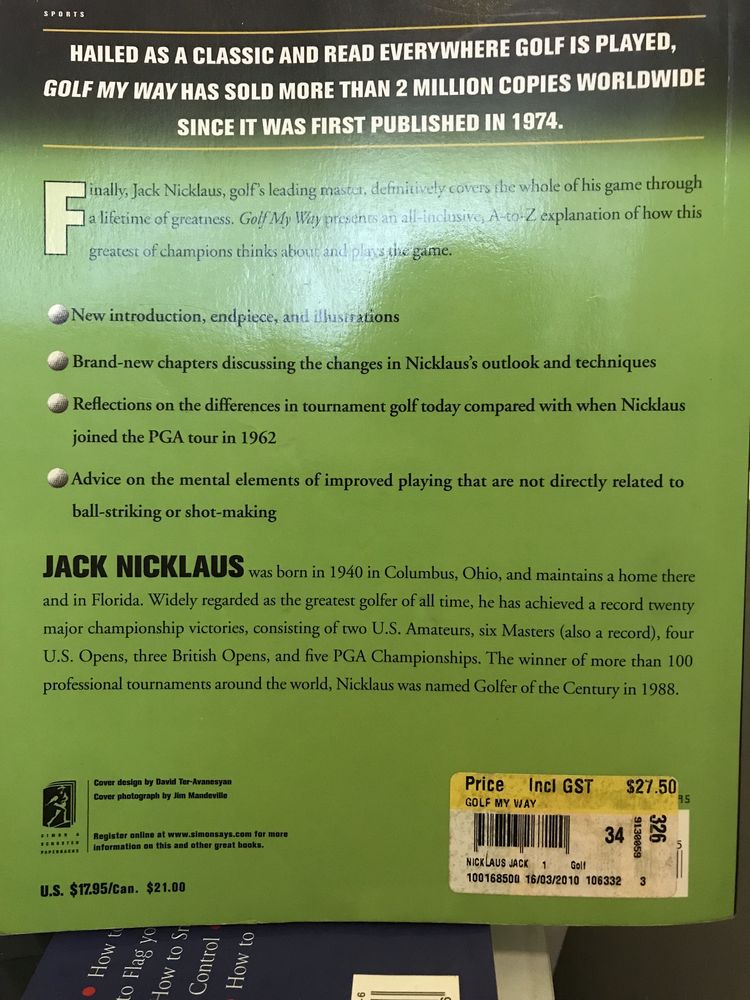 SPORTS
HAILED AS A CLASSIC AND READ EVERYWHERE GOLF IS PLAYED,
GOLF MY WAY HAS SOLD MORE THAN 2 MILLION COPIES WORLDWIDE
SINCE IT WAS FIRST PUBLISHED IN 1974.
Finally, Jack Nicklaus, golf's leading master, definitively covers the whole of his game through
a lifetime of greatness. Golf My Way presents an all-inclusive, A-to-Z explanation of how this
greatest of champions thinks about and plays the game.
New introduction, endpiece, and illustrations
Brand-new chapters discussing the changes in Nicklaus's outlook and techniques
Reflections on the differences in tournament golf today compared with when Nicklaus
joined the PGA tour in 1962
Advice on the mental elements of improved playing that are not directly related to
ball-striking or shot-making
JACK NICKLAUS was born in 1940 in Columbus, Ohio, and maintains a home there
and in Florida. Widely regarded as the greatest golfer of all time, he has achieved a record twenty
major championship victories, consisting of two U.S. Amateurs, six Masters (also a record), four
U.S. Opens, three British Opens, and five PGA Championships. The winner of more than 100
professional tournaments around the world, Nicklaus was named Golfer of the Century in 1988.
Cover design by David Ter-Avanesyan
Cover photograph by Jim Mandeville
SIMON &
SCHUSTER
PAPERBACKS
Register online at www.simonsays.com for more
information on this and other great books.
U.S. $17.95/Can. $21.00
Price Incl GST $27.50
GOLF MY WAY
34
9130059
326
NICKLAUS JACK 1 Golf
100168500 16/03/2010 106332 3
95
5
How t
to Flag yo
How to Sr
Control
How to